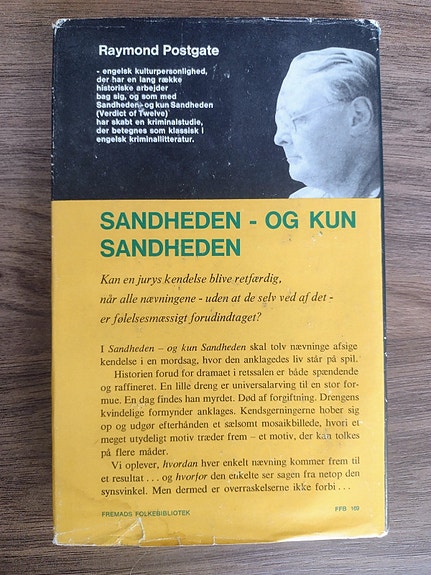 Raymond Postgate
- engelsk kulturpersonlighed,
der har en lang række
historiske arbejder
bag sig, og som med
Sandheden- og kun Sandheden
(Verdict of Twelve)
har skabt en kriminalstudie,
der betegnes som klassisk i
engelsk kriminallitteratur.
SANDHEDEN - OG KUN
SANDHEDEN
Kan en jurys kendelse blive retfærdig,
når alle nævningene - uden at de selv ved af det -
er følelsesmæssigt forudindtaget?
I Sandheden – og kun Sandheden skal tolv nævninge afsige
kendelse i en mordsag, hvor den anklagedes liv står på spil.
Historien forud for dramaet i retssalen er både spændende
og raffineret. En lille dreng er universalarving til en stor for-
mue. En dag findes han myrdet. Død af forgiftning. Drengens
kvindelige formynder anklages. Kendsgerningerne hober sig
op og udgør efterhånden et sælsomt mosaikbillede, hvori et
meget utydeligt motiv træder frem – et motiv, der kan tolkes
på flere måder.
Vi oplever, hvordan hver enkelt nævning kommer frem til
et resultat . . . og hvorfor den enkelte ser sagen fra netop den
synsvinkel. Men dermed er overraskelserne ikke forbi . . .
FREMADS FOLKEBIBLIOTEK
FFB 169